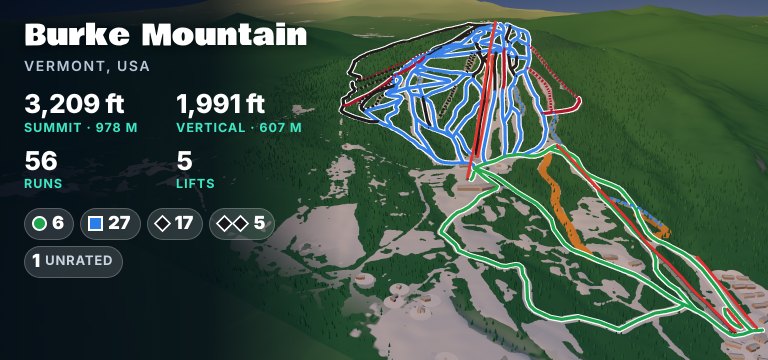 Burke Mountain
VERMONT, USA
3,209 ft 1,991 ft
SUMMIT · 978 M VERTICAL · 607 M
56 5
RUNS LIFTS
6 27 17 5
1 UNRATED